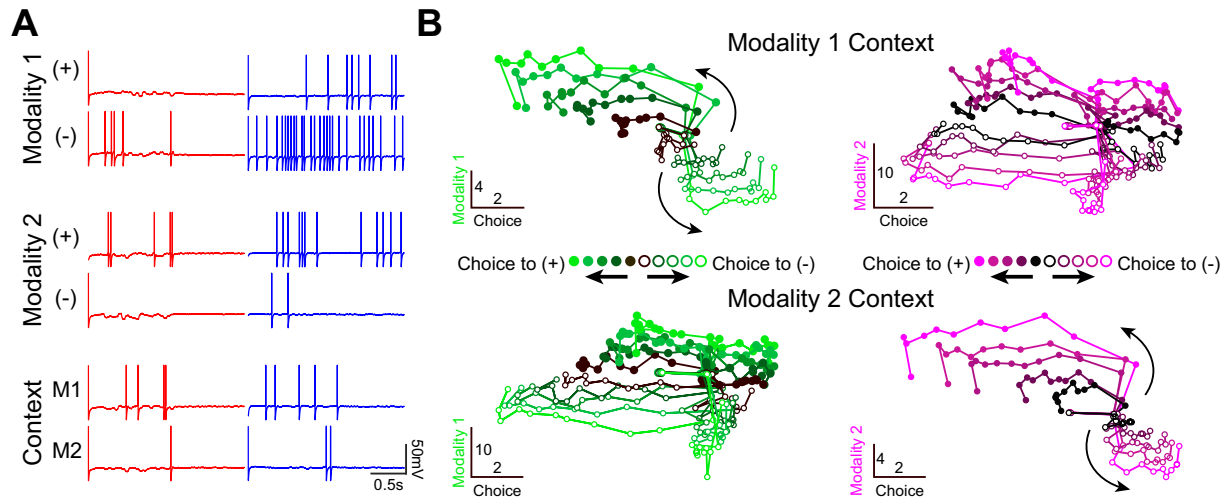 A
B
Modality 1
(+)
(-)
Modality 2
(+)
(-)
Context
M1
M2
50mV
0.5s
Modality 1 Context
Modality 1
4
2
Choice
Modality 2
10
2
Choice
Choice to (+)
Choice to (-)
Choice to (+)
Choice to (-)
Modality 2 Context
Modality 1
10
2
Choice
Modality 2
4
2
Choice